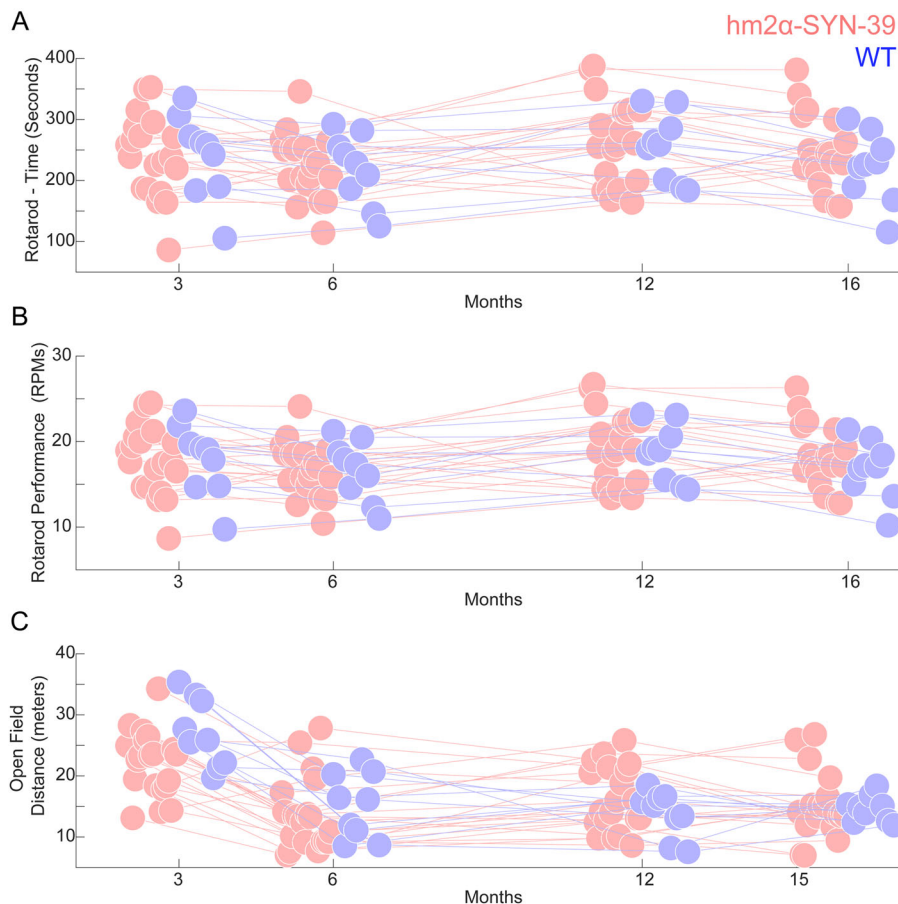 A
hm2α-SYN-39
WT
Rotarod - Time (Seconds)
400
300
200
100
3
6
12
16
Months
B
Rotarod Performance (RPMs)
30
20
10
3
6
12
16
Months
C
Open Field
Distance (meters)
40
30
20
10
3
6
12
15
Months